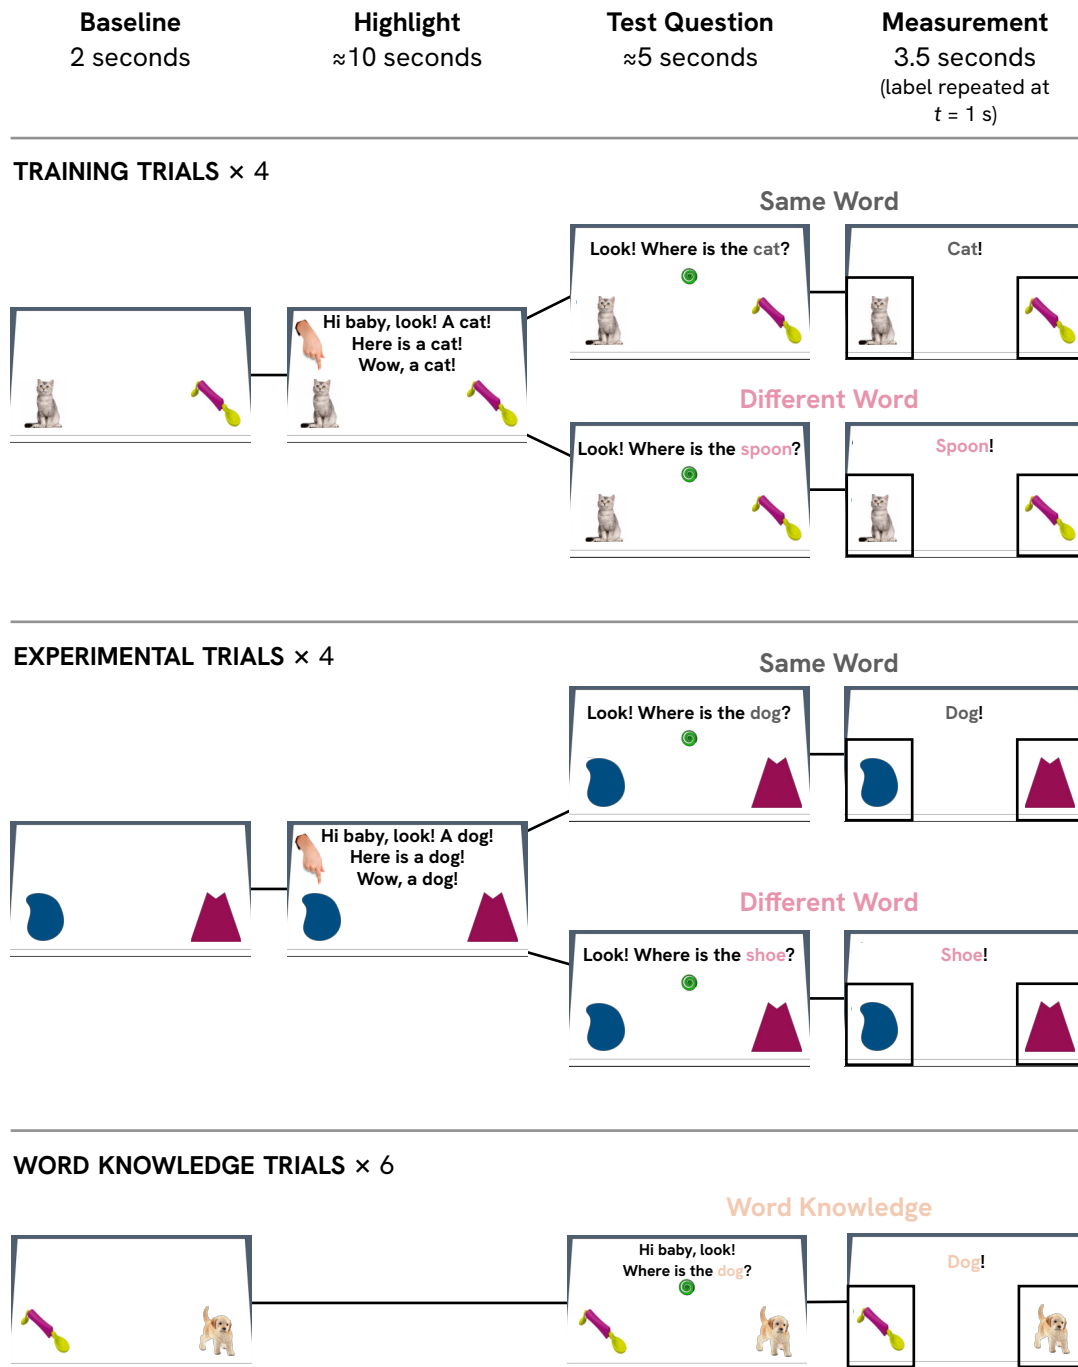 Baseline
2 seconds
Highlight
≈10 seconds
Test Question
≈5 seconds
Measurement
3.5 seconds
(label repeated at
t = 1 s)
TRAINING TRIALS × 4
Same Word
Hi baby, look! A cat!
Here is a cat!
Wow, a cat!
Look! Where is the cat?
Cat!
Different Word
Look! Where is the spoon?
Spoon!
EXPERIMENTAL TRIALS × 4
Same Word
Hi baby, look! A dog!
Here is a dog!
Wow, a dog!
Look! Where is the dog?
Dog!
Different Word
Look! Where is the shoe?
Shoe!
WORD KNOWLEDGE TRIALS × 6
Word Knowledge
Hi baby, look!
Where is the dog?
Dog!